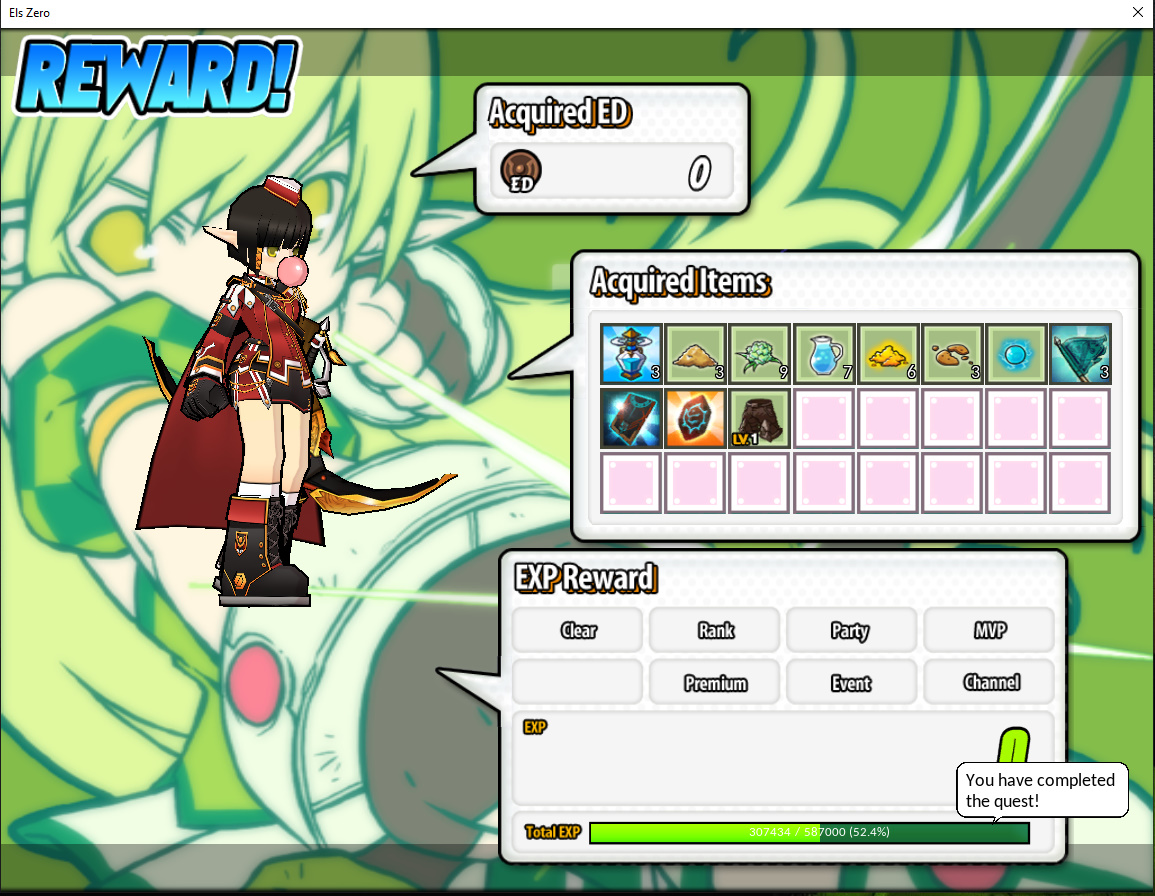 Els Zero
REWARD!
Acquired ED
ED 0
Acquired Items
3 3 9 7 6 3 3
LV.1
EXP Reward
Clear Rank Party MVP
Premium Event Channel
EXP
You have completed
the quest!
Total EXP 307434 / 587000 (52.4%)